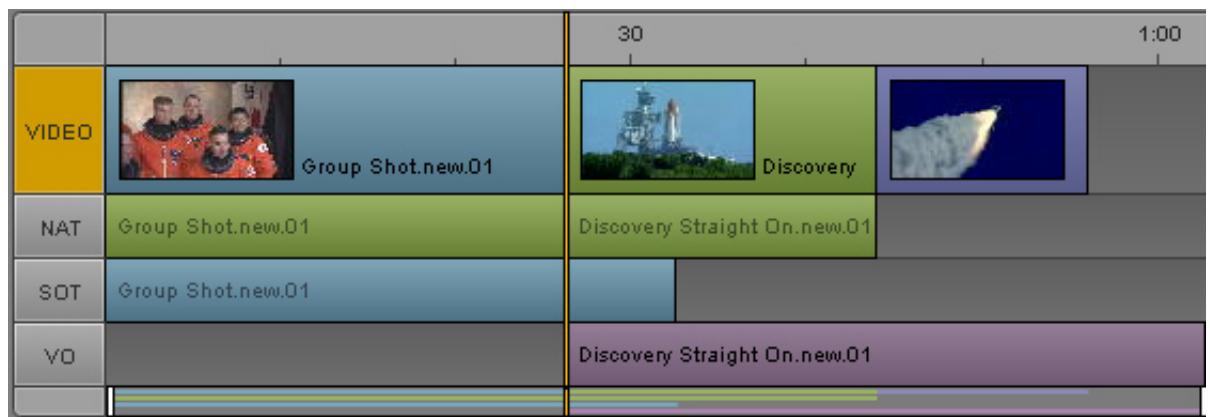 30 1:00
VIDEO Group Shot.new.01 Discovery
NAT Group Shot.new.01 Discovery Straight On.new.01
SOT Group Shot.new.01
VO Discovery Straight On.new.01